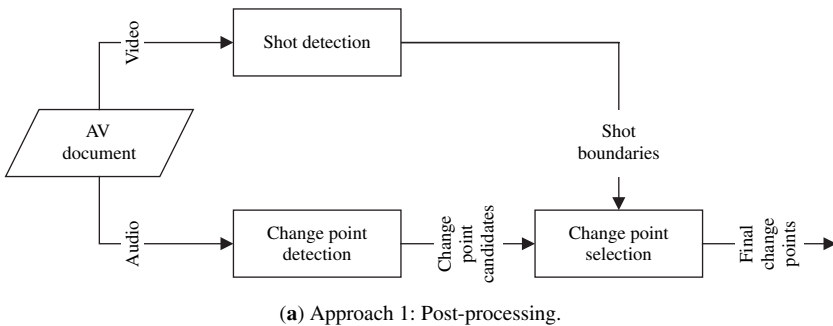 Video
Shot detection
AV
document
Shot
boundaries
Audio
Change point
detection
Change
point
candidates
Change point
selection
Final
change
points
(a) Approach 1: Post-processing.